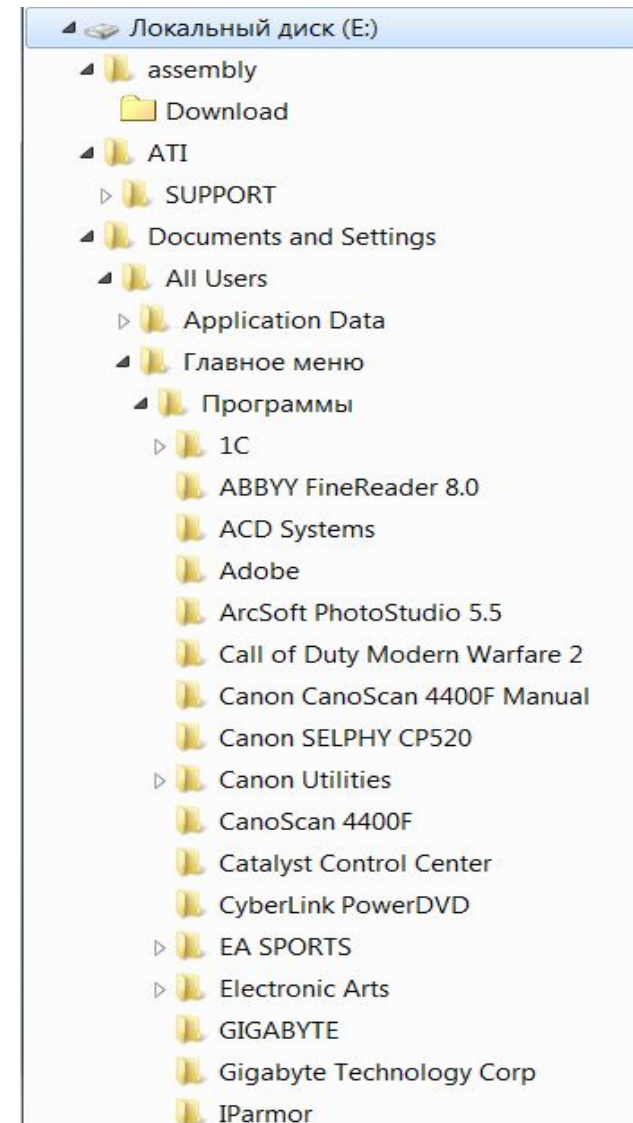 Локальный диск (E:)
assembly
Download
ATI
SUPPORT
Documents and Settings
All Users
Application Data
Главное меню
Программы
1C
ABBYY FineReader 8.0
ACD Systems
Adobe
ArcSoft PhotoStudio 5.5
Call of Duty Modern Warfare 2
Canon CanoScan 4400F Manual
Canon SELPHY CP520
Canon Utilities
CanoScan 4400F
Catalyst Control Center
CyberLink PowerDVD
EA SPORTS
Electronic Arts
GIGABYTE
Gigabyte Technology Corp
IParmor